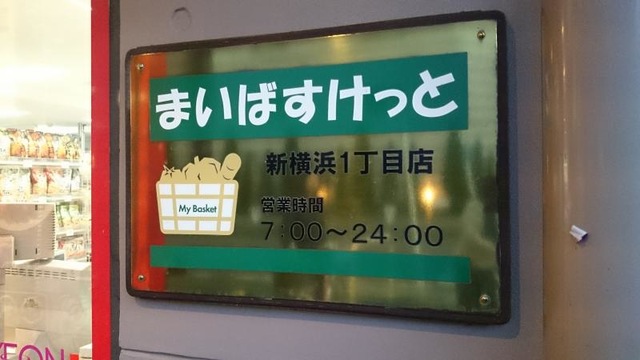 まいばすけっと
新横浜1丁目店
My Basket
営業時間
7:00〜24:00
ÆON